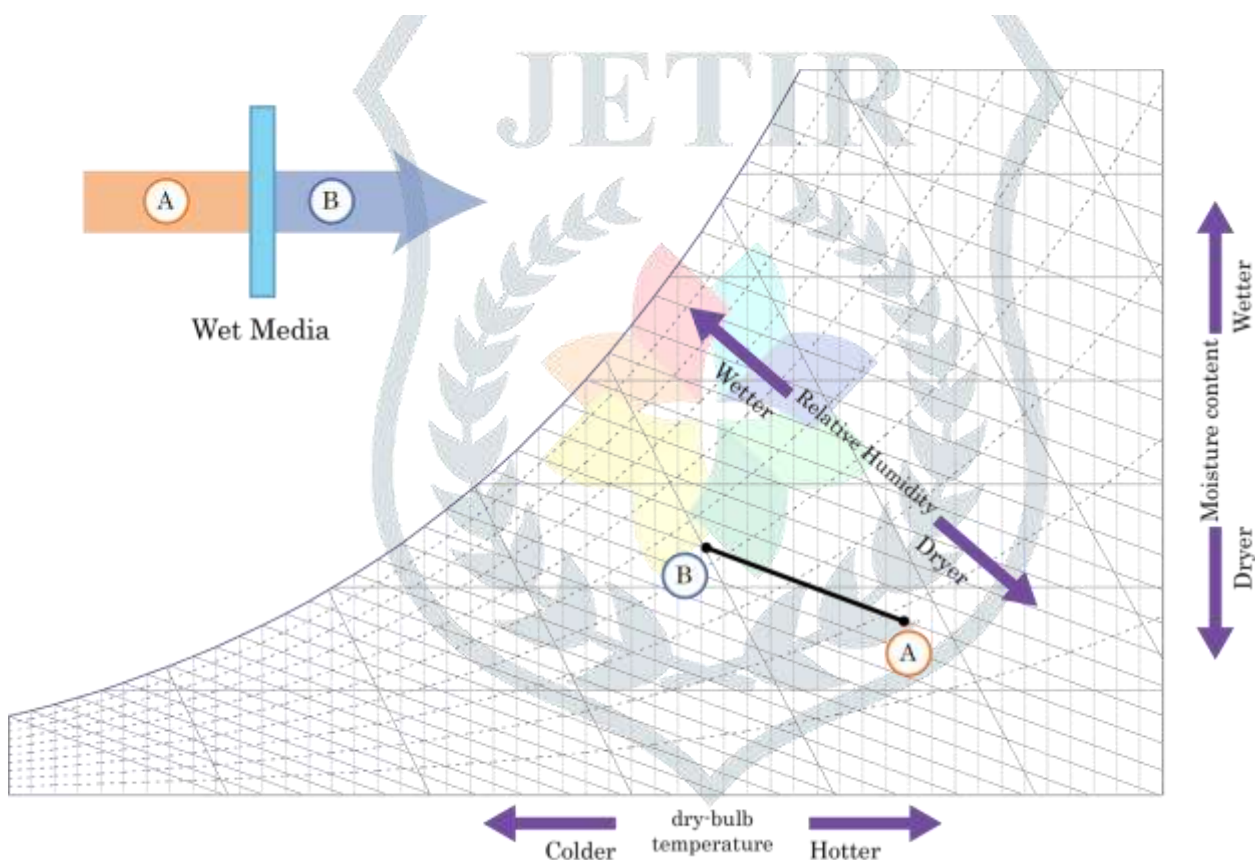 JETIR
A
B
Wet Media
Wetter
Relative Humidity
Dryer
B
A
Wetter
Moisture content
Dryer
dry-bulb
temperature
Colder
Hotter